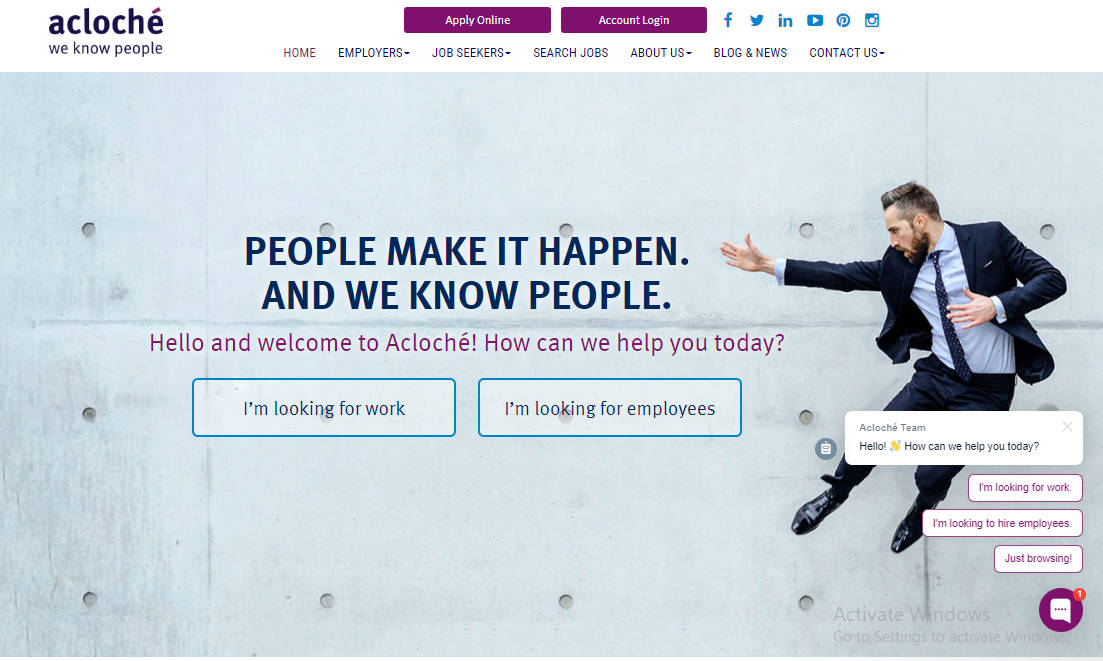 acloché
we know people
Apply Online
Account Login
HOME
EMPLOYERS
JOB SEEKERS
SEARCH JOBS
ABOUT US
BLOG & NEWS
CONTACT US
PEOPLE MAKE IT HAPPEN.
AND WE KNOW PEOPLE.
Hello and welcome to Acloché! How can we help you today?
I'm looking for work
I'm looking for employees
Acloché Team
Hello! 👋 How can we help you today?
I'm looking for work.
I'm looking to hire employees.
Just browsing!
1
Activate Windows
Go to Settings to activate Windows.